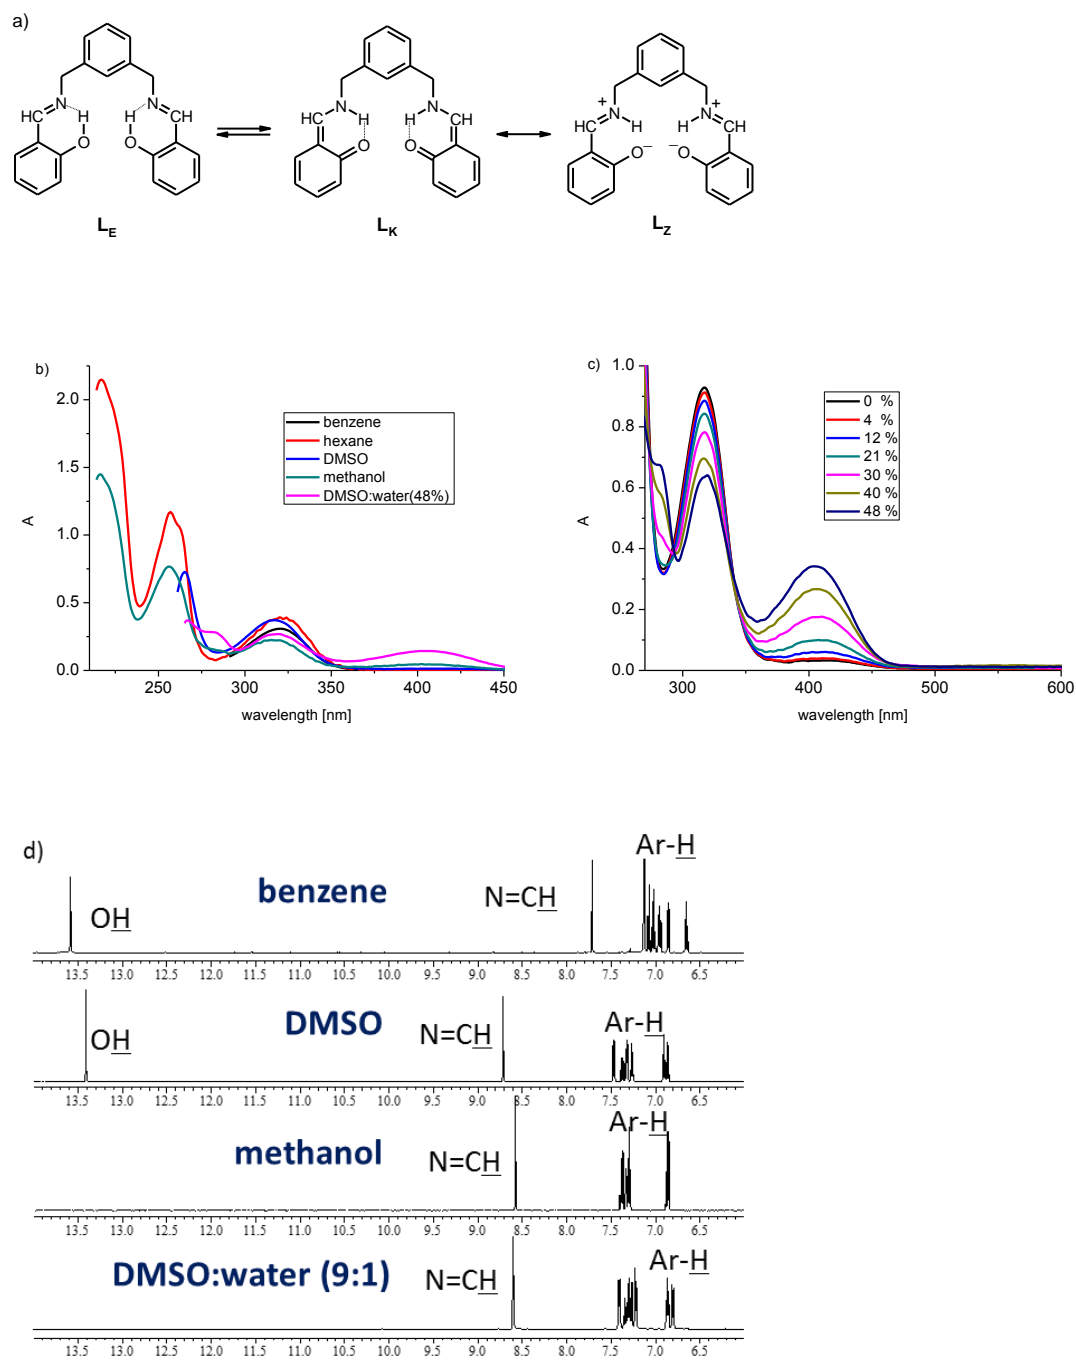 a)
N H H N
HC O O CH
L_E
N H H N
HC O O CH
L_K
+ +
HC N H H N CH
O− −O
L_Z
b)
A
2.0
1.5
1.0
0.5
0.0
250 300 350 400 450
wavelength [nm]
benzene
hexane
DMSO
methanol
DMSO:water(48%)
c)
A
1.0
0.8
0.6
0.4
0.2
0.0
300 400 500 600
wavelength [nm]
0 %
4 %
12 %
21 %
30 %
40 %
48 %
d)
benzene
OH N=CH Ar-H
13.5 13.0 12.5 12.0 11.5 11.0 10.5 10.0 9.5 9.0 8.5 8.0 7.5 7.0 6.5
DMSO
OH N=CH Ar-H
13.5 13.0 12.5 12.0 11.5 11.0 10.5 10.0 9.5 9.0 8.5 8.0 7.5 7.0 6.5
methanol
N=CH Ar-H
13.5 13.0 12.5 12.0 11.5 11.0 10.5 10.0 9.5 9.0 8.5 8.0 7.5 7.0 6.5
DMSO:water (9:1)
N=CH Ar-H
13.5 13.0 12.5 12.0 11.5 11.0 10.5 10.0 9.5 9.0 8.5 8.0 7.5 7.0 6.5